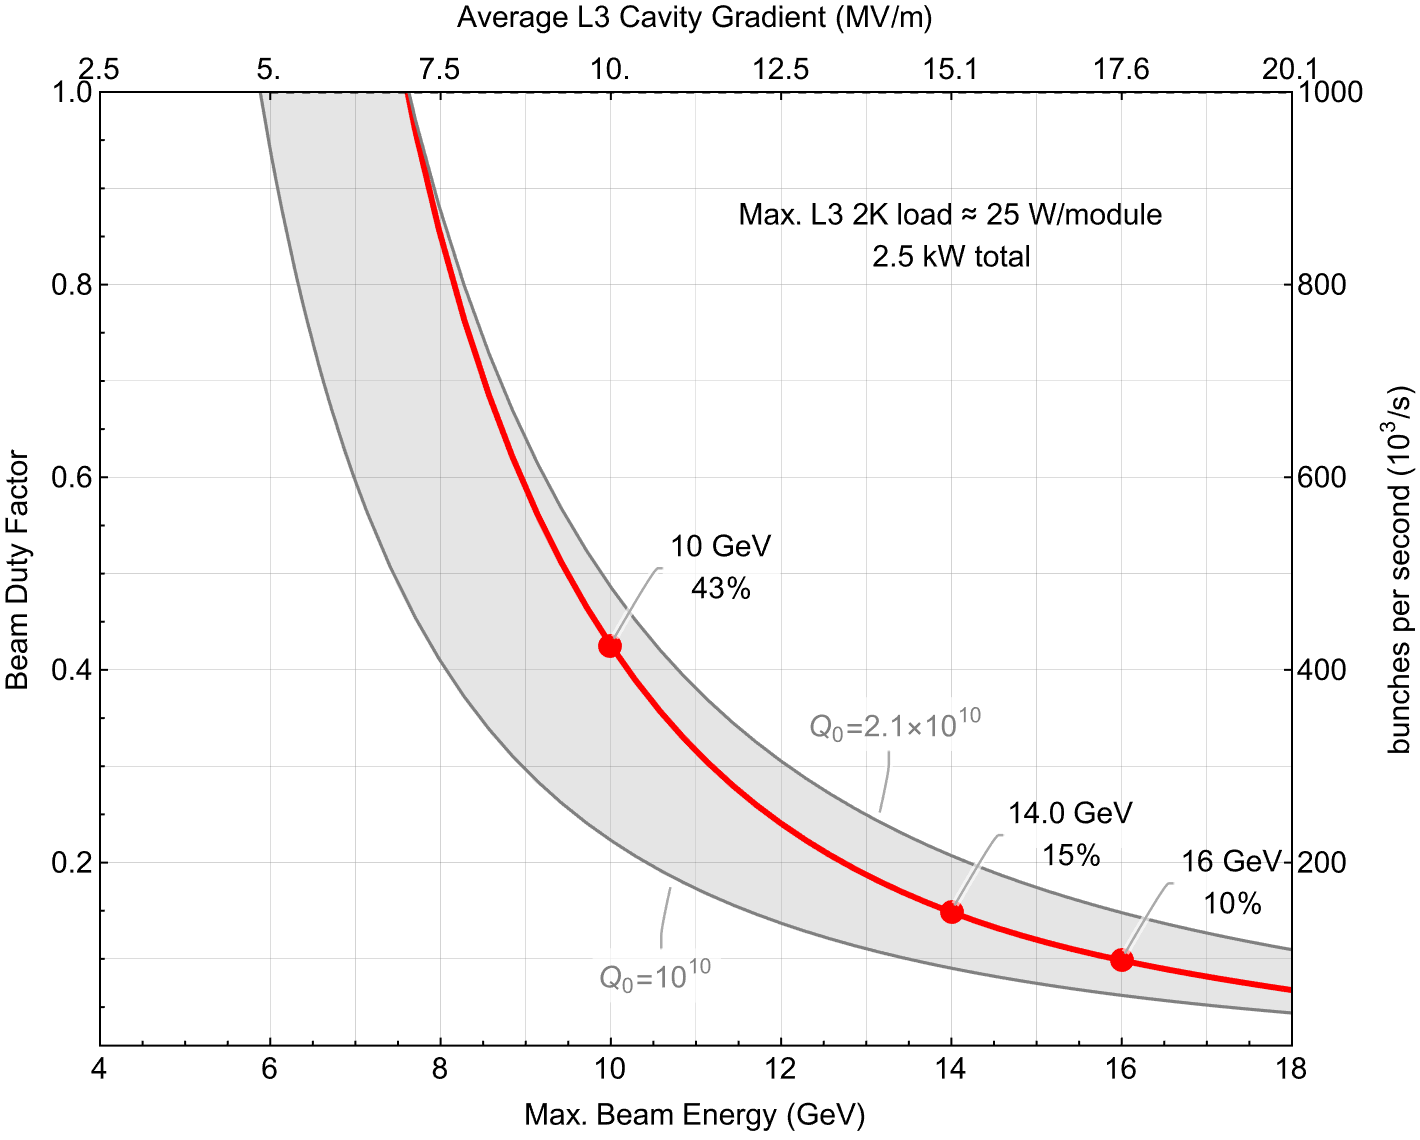 Average L3 Cavity Gradient (MV/m)
2.5 5. 7.5 10. 12.5 15.1 17.6 20.1
1.0 1000
Max. L3 2K load ≈ 25 W/module
2.5 kW total
0.8 800
0.6 600
10 GeV
43%
0.4 400
Q₀=2.1×10¹⁰
14.0 GeV
15%
0.2 200
16 GeV
10%
Q₀=10¹⁰
4 6 8 10 12 14 16 18
Max. Beam Energy (GeV)
Beam Duty Factor
bunches per second (10³/s)